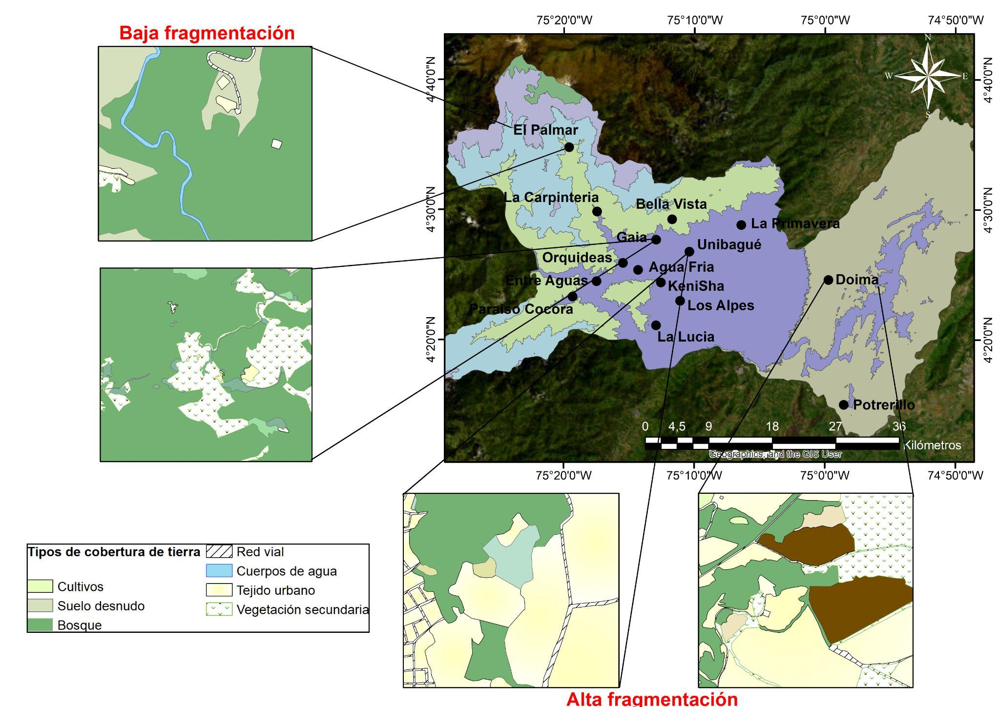 Baja fragmentación
75°20'0"W
75°10'0"W
75°0'0"W
74°50'0"W
4°40'0"N
4°30'0"N
4°20'0"N
N
W
E
S
4°40'0"N
4°30'0"N
4°20'0"N
El Palmar
La Carpinteria
Bella Vista
La Primavera
Gaia
Unibagué
Orquideas
Agua Fria
Doima
Entre Aguas
KeniSha
Paraiso Cocora
Los Alpes
La Lucia
Potrerillo
0 4,5 9 18 27 36
Kilómetros
Geographics, and the GIS User
75°20'0"W
75°10'0"W
75°0'0"W
74°50'0"W
Tipos de cobertura de tierra
Cultivos
Suelo desnudo
Bosque
Red vial
Cuerpos de agua
Tejido urbano
Vegetación secundaria
Alta fragmentación